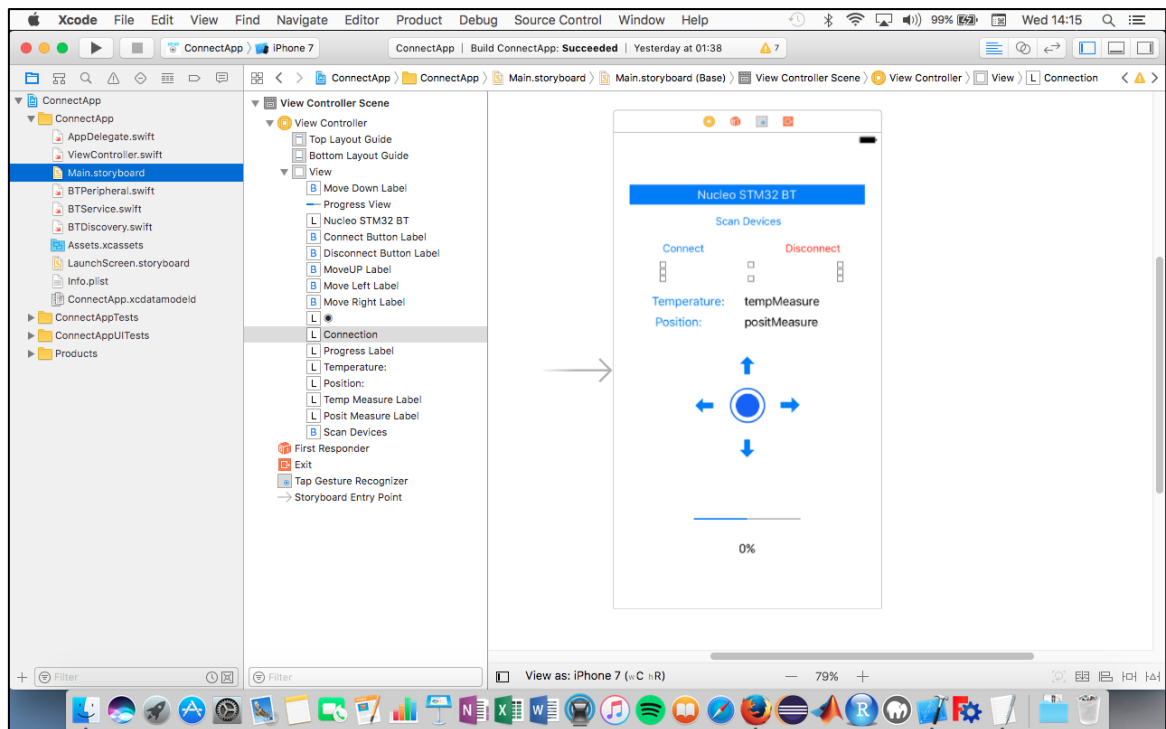 Xcode File Edit View Find Navigate Editor Product Debug Source Control Window Help 99% Wed 14:15
ConnectApp iPhone 7 ConnectApp | Build ConnectApp: Succeeded | Yesterday at 01:38 7
ConnectApp ConnectApp Main.storyboard Main.storyboard (Base) View Controller Scene View Controller View L Connection
ConnectApp
ConnectApp
AppDelegate.swift
ViewController.swift
Main.storyboard
BTPeripheral.swift
BTService.swift
BTDiscovery.swift
Assets.xcassets
LaunchScreen.storyboard
Info.plist
ConnectApp.xcdatamodeld
ConnectAppTests
ConnectAppUITests
Products
Filter
View Controller Scene
View Controller
Top Layout Guide
Bottom Layout Guide
View
B Move Down Label
Progress View
L Nucleo STM32 BT
B Connect Button Label
B Disconnect Button Label
B MoveUP Label
B Move Left Label
B Move Right Label
L ◉
L Connection
L Progress Label
L Temperature:
L Position:
L Temp Measure Label
L Posit Measure Label
B Scan Devices
First Responder
Exit
Tap Gesture Recognizer
Storyboard Entry Point
Filter
Nucleo STM32 BT
Scan Devices
Connect Disconnect
Temperature: tempMeasure
Position: positMeasure
0%
View as: iPhone 7 (wC hR) — 79% +